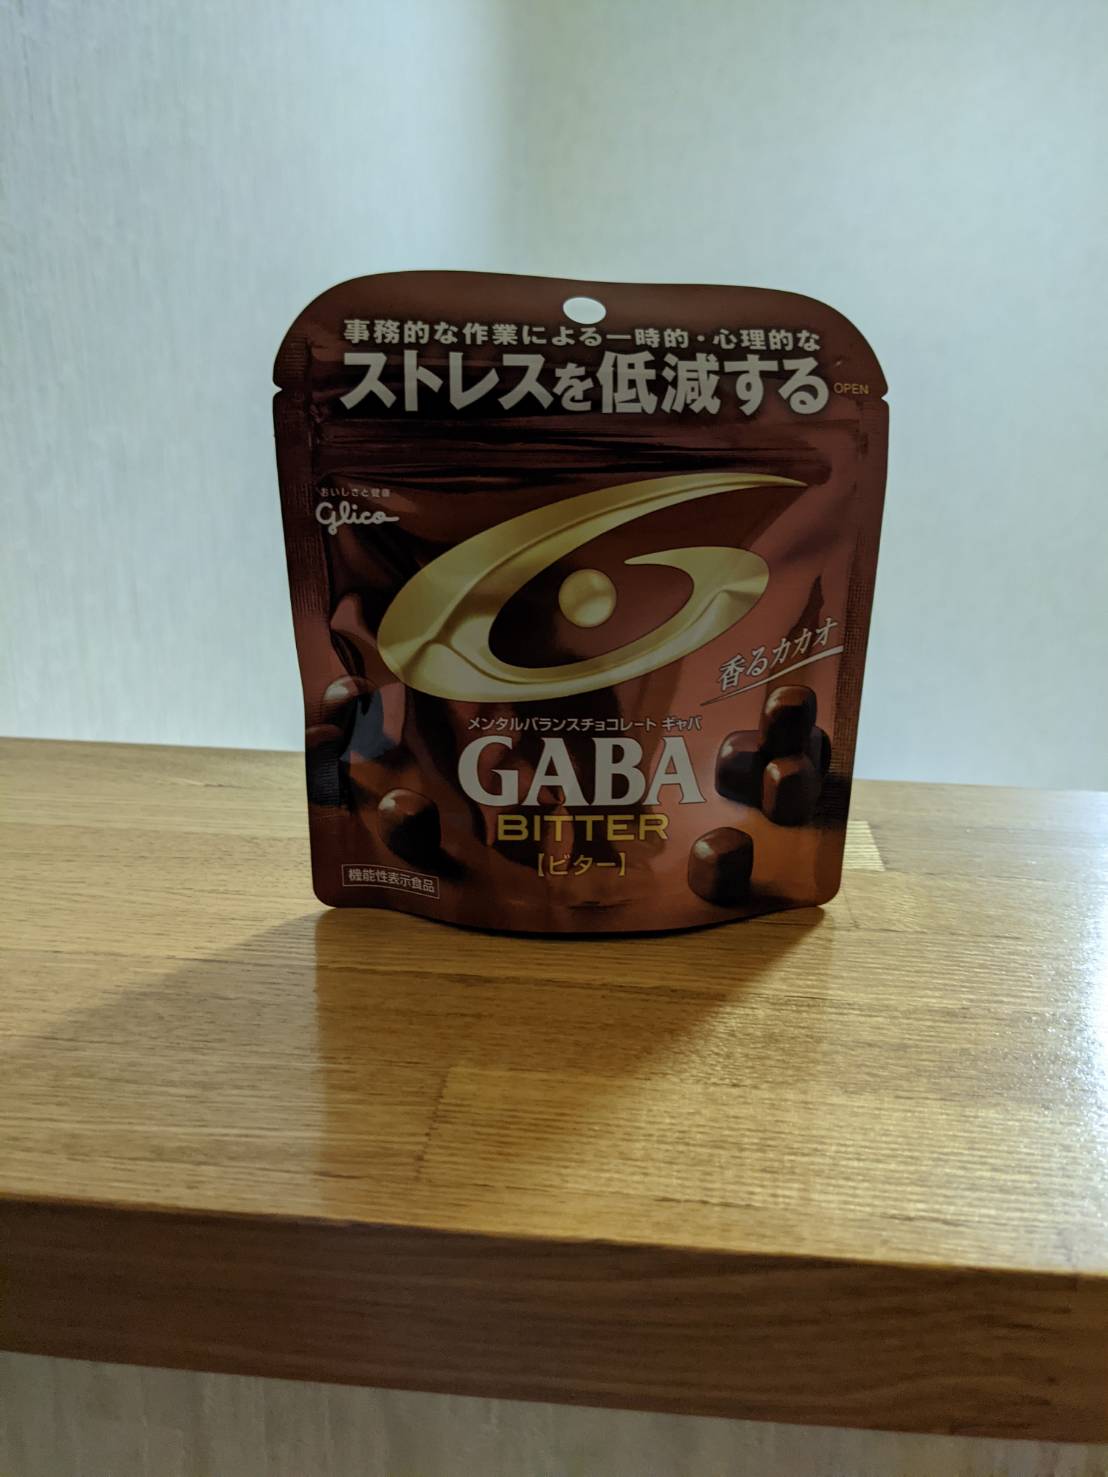 事務的な作業による一時的・心理的な
ストレスを低減する
OPEN
おいしさと健康
Glico
香るカカオ
メンタルバランスチョコレート ギャバ
GABA
BITTER
【ビター】
機能性表示食品